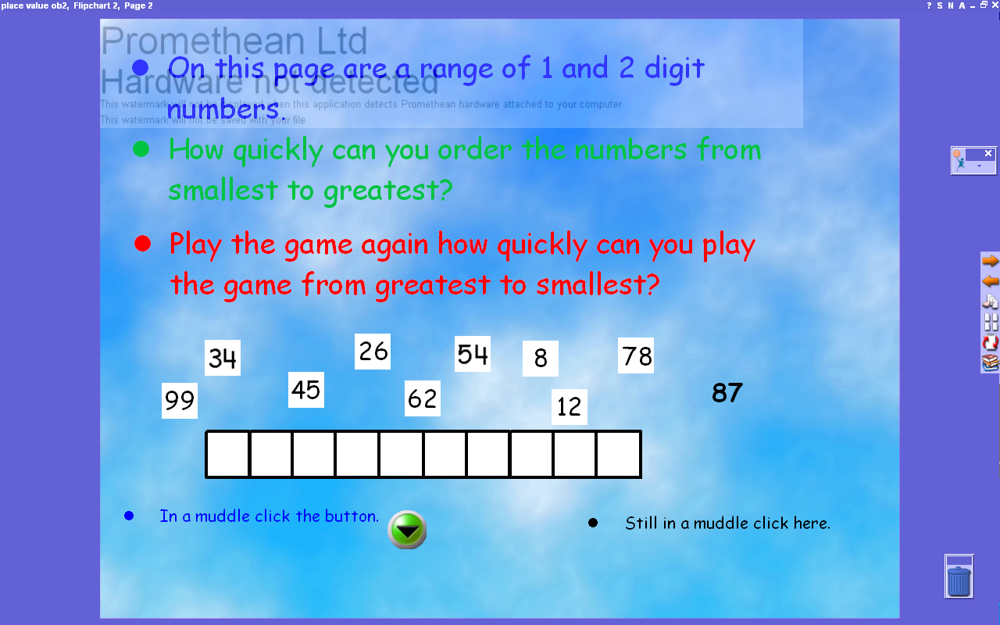 place value ob2, Flipchart 2, Page 2
? S N A
Promethean Ltd
On this page are a range of 1 and 2 digit
Hardware not detected
This watermark will not be displayed when this application detects Promethean hardware attached to your computer
numbers.
This watermark will not be saved with your file
How quickly can you order the numbers from
smallest to greatest?
Play the game again how quickly can you play
the game from greatest to smallest?
34 26 54 8 78
99 45 62 12 87
In a muddle click the button.
Still in a muddle click here.